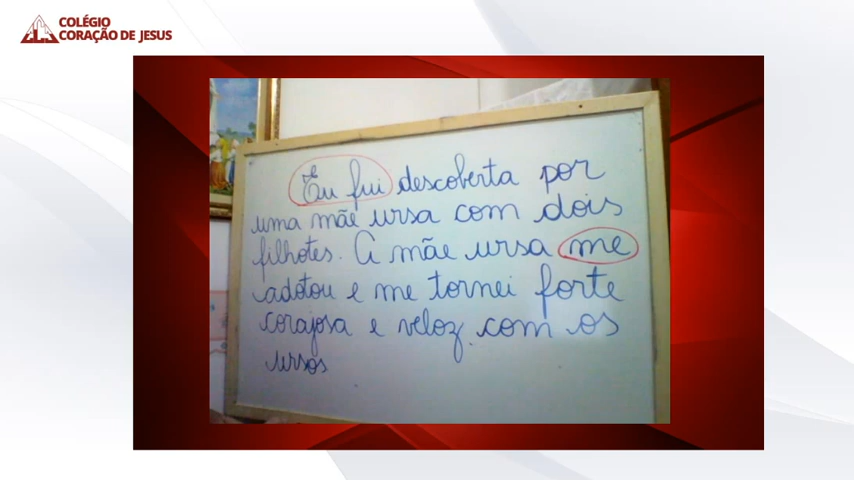 COLÉGIO
CORAÇÃO DE JESUS
Eu fui descoberta por
uma mãe ursa com dois
filhotes. A mãe ursa me
adotou e me tornei forte
corajosa e veloz com os
ursos